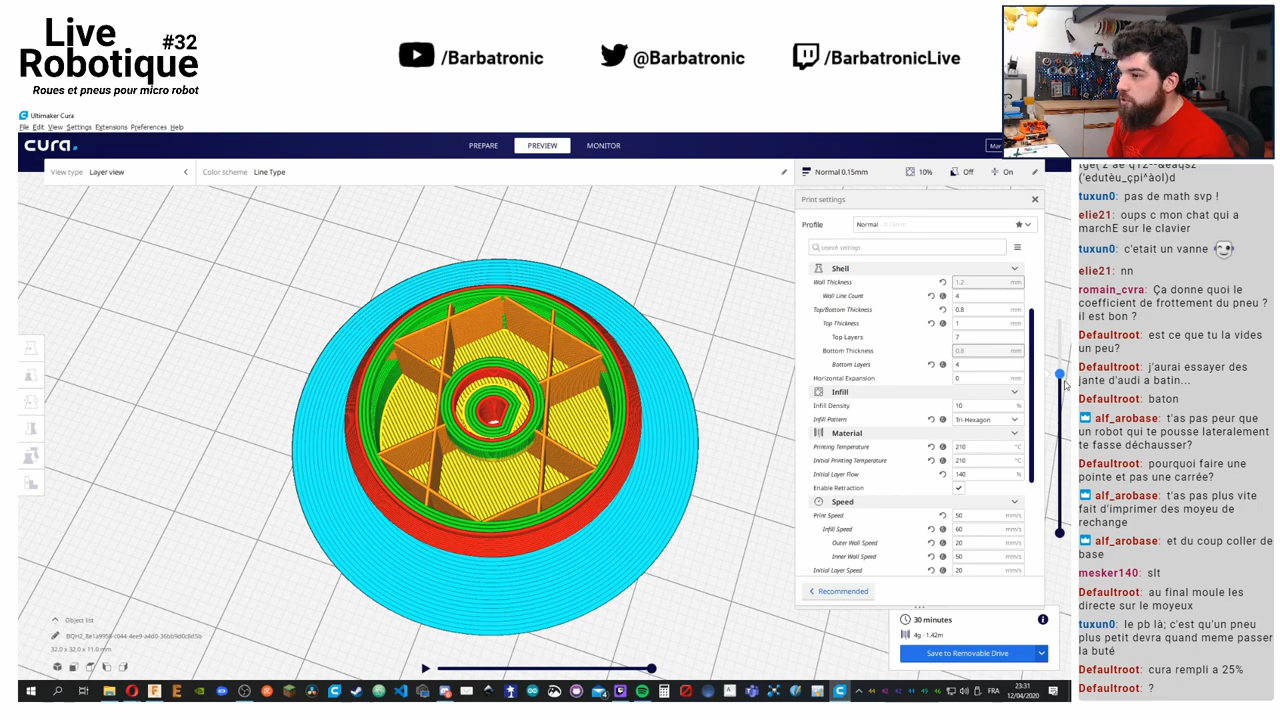 Live
Robotique #32
Roues et pneus pour micro robot
/Barbatronic
@Barbatronic
/BarbatronicLive
Ultimaker Cura
File Edit View Settings Extensions Preferences Help
cura.
PREPARE
PREVIEW
MONITOR
Mar
View type Layer view
Color scheme Line Type
Normal 0.15mm
10%
Off
On
Print settings
Profile
Normal
search settings
Shell
Wall Thickness 1.2 mm
Wall Line Count 4
Top/Bottom Thickness 0.8 mm
Top Thickness 1 mm
Top Layers 7
Bottom Thickness 0.8 mm
Bottom Layers 4
Horizontal Expansion 0 mm
Infill
Infill Density 10 %
Infill Pattern Tri-Hexagon
Material
Printing Temperature 210 °C
Initial Printing Temperature 210 °C
Initial Layer Flow 140 %
Enable Retraction
Speed
Print Speed 50 mm/s
Infill Speed 60 mm/s
Outer Wall Speed 20 mm/s
Inner Wall Speed 50 mm/s
Initial Layer Speed 20 mm/s
Recommended
30 minutes
4g · 1.42m
Save to Removable Drive
Object list
32.0 x 32.0 x 11.0 mm
FRA
23:31
12/04/2020
('edutèu_çpi^àol)d
tuxun0: pas de math svp !
elie21: oups c mon chat qui a
marchE sur le clavier
tuxun0: c'etait un vanne
elie21: nn
romain_cvra: Ça donne quoi le
coefficient de frottement du pneu ?
il est bon ?
Defaultroot: est ce que tu la vides
un peu?
Defaultroot: j'aurai essayer des
jante d'audi a batin...
Defaultroot: baton
alf_arobase: t'as pas peur que
un robot qui te pousse lateralement
te fasse déchausser?
Defaultroot: pourquoi faire une
pointe et pas une carrée?
alf_arobase: t'as pas plus vite
fait d'imprimer des moyeu de
rechange
alf_arobase: et du coup coller de
base
mesker140: slt
Defaultroot: au final moule les
directe sur le moyeux
tuxun0: le pb là; c'est qu'un pneu
plus petit devra quand meme passer
la buté
Defaultroot: cura rempli a 25%
Defaultroot: ?